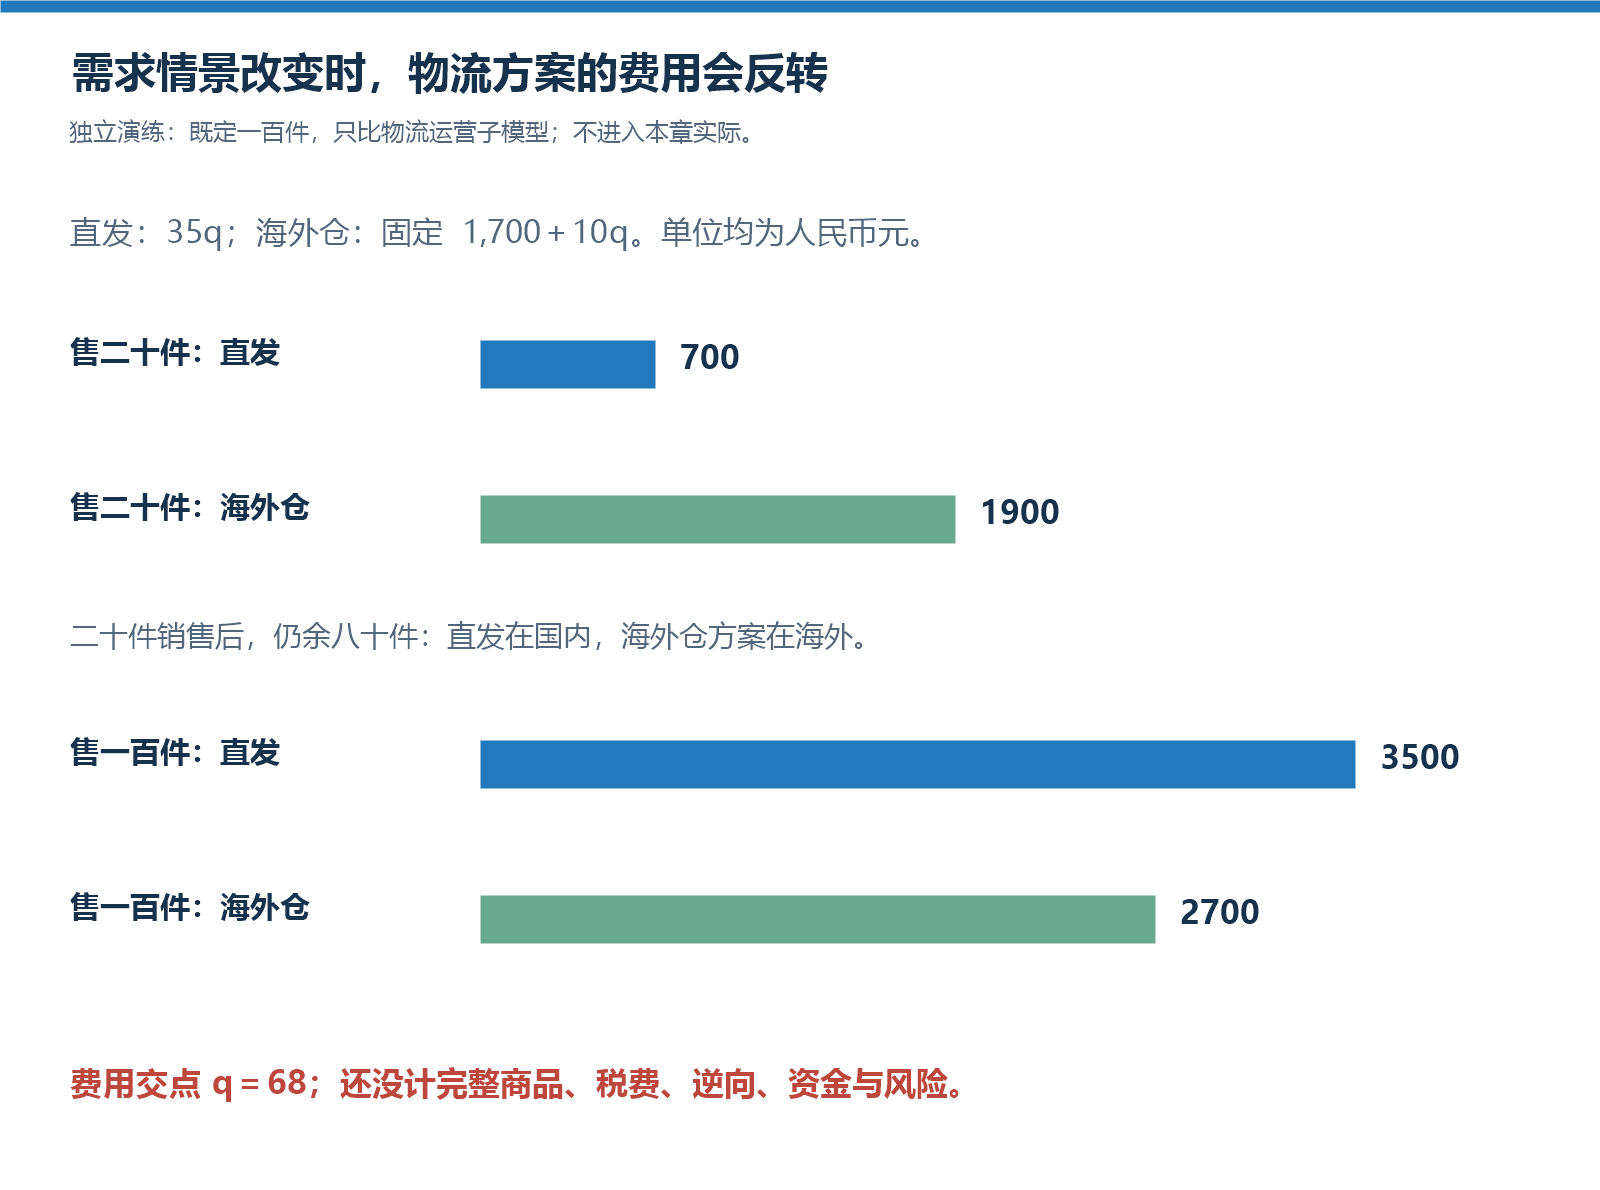 需求情景改变时，物流方案的费用会反转
独立演练：既定一百件，只比物流运营子模型；不进入本章实际。
直发：35q；海外仓：固定 1,700 + 10q。单位均为人民币元。
售二十件：直发 700
售二十件：海外仓 1900
二十件销售后，仍余八十件：直发在国内，海外仓方案在海外。
售一百件：直发 3500
售一百件：海外仓 2700
费用交点 q = 68；还没计完整商品、税费、逆向、资金与风险。